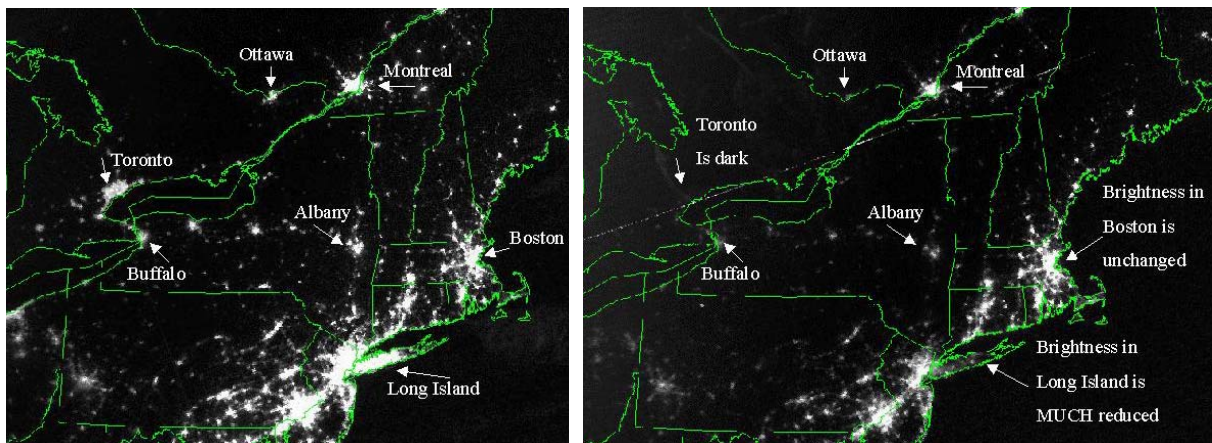 Ottawa
Montreal
Toronto
Albany
Boston
Buffalo
Long Island
Ottawa
Montreal
Toronto
Is dark
Albany
Brightness in
Boston is
unchanged
Buffalo
Brightness in
Long Island is
MUCH reduced